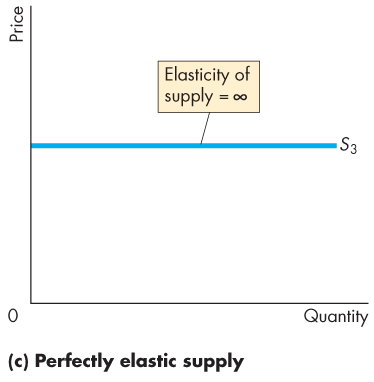 Price
Elasticity of
supply = ∞
S3
0
Quantity
(c) Perfectly elastic supply